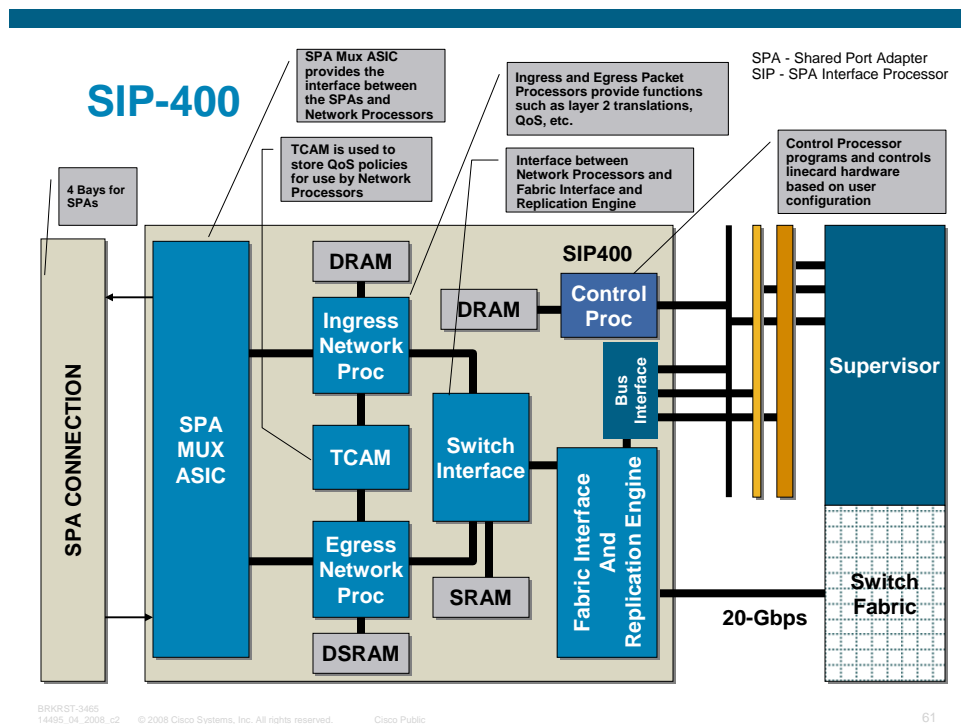 SPA - Shared Port Adapter
SIP - SPA Interface Processor
SIP-400
SPA Mux ASIC
provides the
interface between
the SPAs and
Network Processors
Ingress and Egress Packet
Processors provide functions
such as layer 2 translations,
QoS, etc.
TCAM is used to
store QoS policies
for use by Network
Processors
Interface between
Network Processors and
Fabric Interface and
Replication Engine
Control Processor
programs and controls
linecard hardware
based on user
configuration
4 Bays for
SPAs
SIP400
DRAM
DRAM
Control
Proc
Ingress
Network
Proc
Bus
Interface
Supervisor
SPA CONNECTION
SPA
MUX
ASIC
TCAM
Switch
Interface
Fabric Interface
And
Replication Engine
Egress
Network
Proc
SRAM
DSRAM
20-Gbps
Switch
Fabric
BRKRST-3465
14495_04_2008_c2 © 2008 Cisco Systems, Inc. All rights reserved. Cisco Public 61